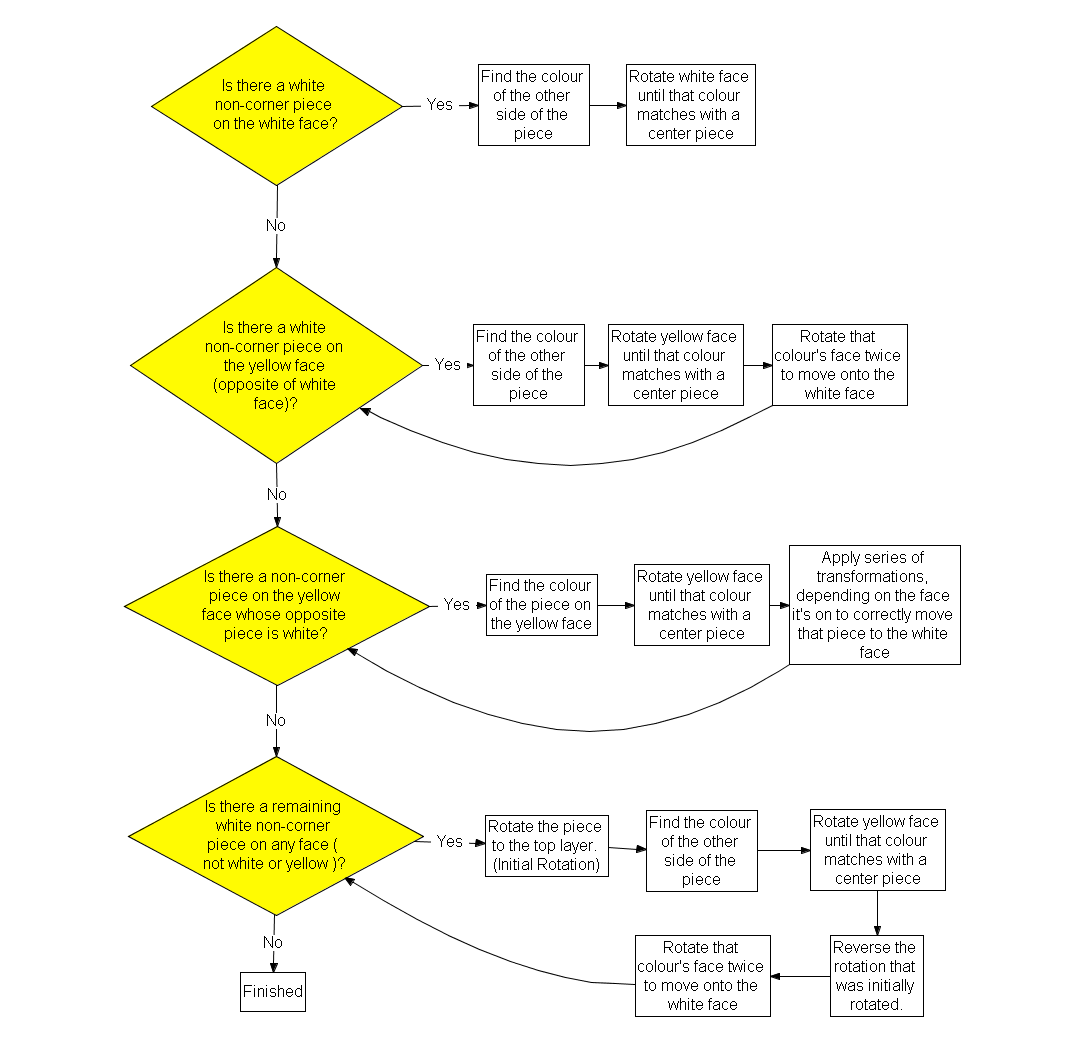 Is there a white
non-corner piece
on the white face?
Yes
Find the colour
of the other
side of the
piece
Rotate white face
until that colour
matches with a
center piece
No
Is there a white
non-corner piece on
the yellow face
(opposite of white
face)?
Yes
Find the colour
of the other
side of the
piece
Rotate yellow face
until that colour
matches with a
center piece
Rotate that
colour's face twice
to move onto the
white face
No
Is there a non-corner
piece on the yellow
face whose opposite
piece is white?
Yes
Find the colour
of the piece on
the yellow face
Rotate yellow face
until that colour
matches with a
center piece
Apply series of
transformations,
depending on the face
it's on to correctly move
that piece to the white
face
No
Is there a remaining
white non-corner
piece on any face (
not white or yellow )?
Yes
Rotate the piece
to the top layer.
(Initial Rotation)
Find the colour
of the other
side of the
piece
Rotate yellow face
until that colour
matches with a
center piece
Reverse the
rotation that
was initially
rotated.
Rotate that
colour's face twice
to move onto the
white face
No
Finished